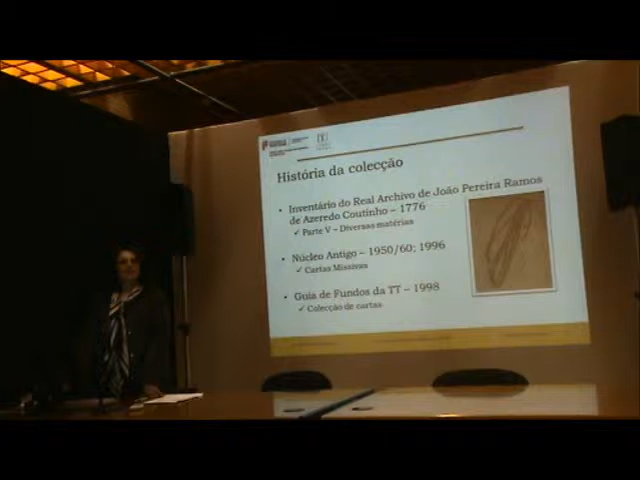 História da colecção
• Inventário do Real Archivo de João Pereira Ramos
de Azeredo Coutinho – 1776
✓ Parte V – Diversas matérias
• Núcleo Antigo – 1950/60; 1996
✓ Cartas Missivas
• Guia de Fundos da TT – 1998
✓ Colecção de cartas